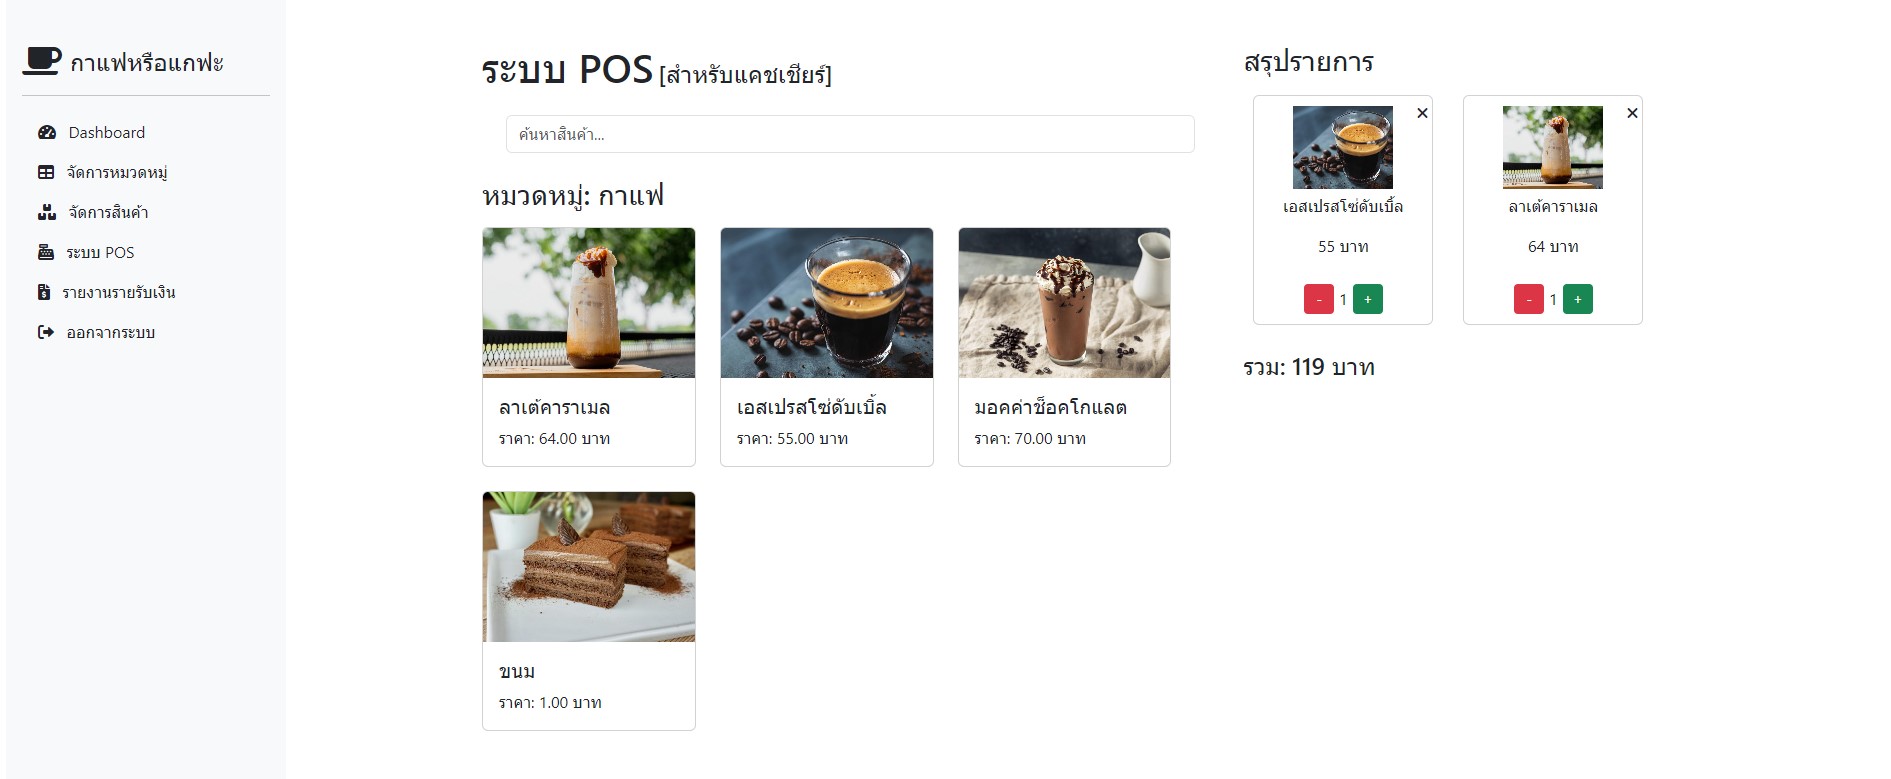 กาแฟหรือแกฟะ
Dashboard
จัดการหมวดหมู่
จัดการสินค้า
ระบบ POS
รายงานรายรับเงิน
ออกจากระบบ
ระบบ POS [สำหรับแคชเชียร์]
ค้นหาสินค้า...
หมวดหมู่: กาแฟ
ลาเต้คาราเมล
ราคา: 64.00 บาท
เอสเปรสโซ่ดับเบิ้ล
ราคา: 55.00 บาท
มอคค่าช็อคโกแลต
ราคา: 70.00 บาท
ขนม
ราคา: 1.00 บาท
สรุปรายการ
×
เอสเปรสโซ่ดับเบิ้ล
55 บาท
- 1 +
×
ลาเต้คาราเมล
64 บาท
- 1 +
รวม: 119 บาท